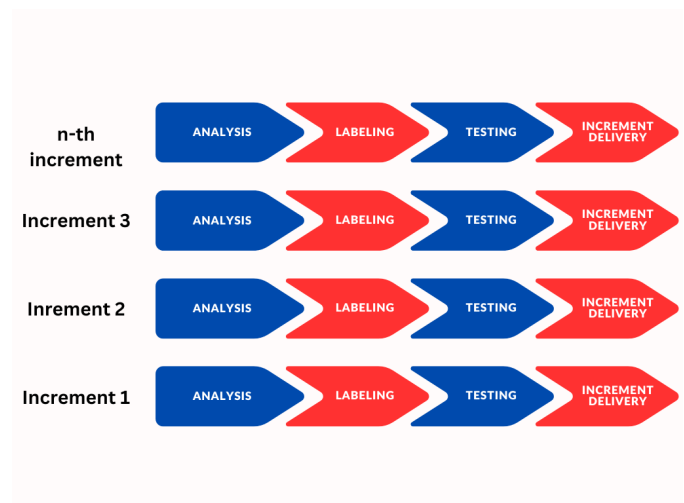 n-th
increment
ANALYSIS
LABELING
TESTING
INCREMENT
DELIVERY
Increment 3
ANALYSIS
LABELING
TESTING
INCREMENT
DELIVERY
Inrement 2
ANALYSIS
LABELING
TESTING
INCREMENT
DELIVERY
Increment 1
ANALYSIS
LABELING
TESTING
INCREMENT
DELIVERY